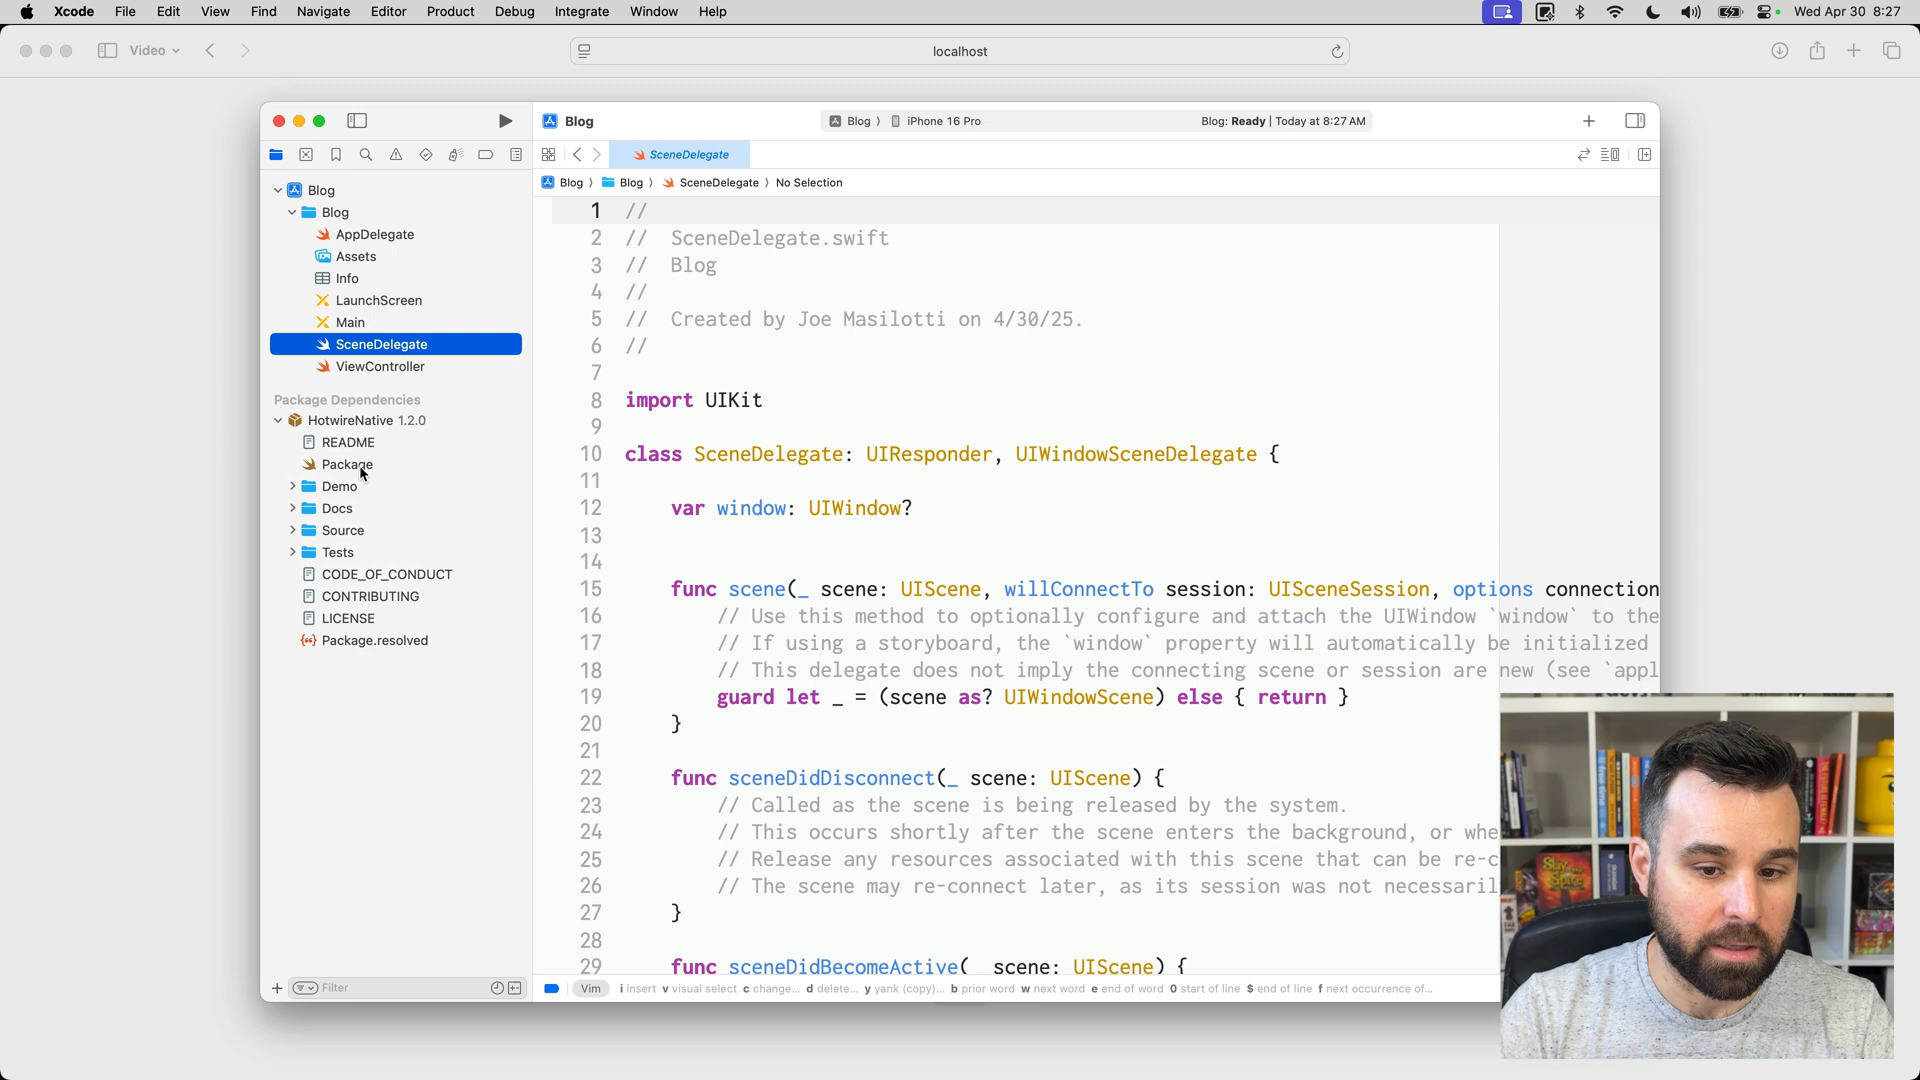 Xcode File Edit View Find Navigate Editor Product Debug Integrate Window Help Wed Apr 30 8:27
Video localhost
Blog Blog 〉 iPhone 16 Pro Blog: Ready | Today at 8:27 AM
SceneDelegate
Blog 〉 Blog 〉 SceneDelegate 〉 No Selection
Blog
Blog
AppDelegate
Assets
Info
LaunchScreen
Main
SceneDelegate
ViewController
Package Dependencies
HotwireNative 1.2.0
README
Package
Demo
Docs
Source
Tests
CODE_OF_CONDUCT
CONTRIBUTING
LICENSE
Package.resolved
Filter
1 //
2 // SceneDelegate.swift
3 // Blog
4 //
5 // Created by Joe Masilotti on 4/30/25.
6 //
7
8 import UIKit
9
10 class SceneDelegate: UIResponder, UIWindowSceneDelegate {
11
12 var window: UIWindow?
13
14
15 func scene(_ scene: UIScene, willConnectTo session: UISceneSession, options connection
16 // Use this method to optionally configure and attach the UIWindow `window` to the
17 // If using a storyboard, the `window` property will automatically be initialized
18 // This delegate does not imply the connecting scene or session are new (see `appl
19 guard let _ = (scene as? UIWindowScene) else { return }
20 }
21
22 func sceneDidDisconnect(_ scene: UIScene) {
23 // Called as the scene is being released by the system.
24 // This occurs shortly after the scene enters the background, or whe
25 // Release any resources associated with this scene that can be re-c
26 // The scene may re-connect later, as its session was not necessaril
27 }
28
29 func sceneDidBecomeActive(_ scene: UIScene) {
Vim i insert v visual select c change... d delete... y yank (copy)... b prior word w next word e end of word 0 start of line $ end of line f next occurrence of...
Slay
the
Spire